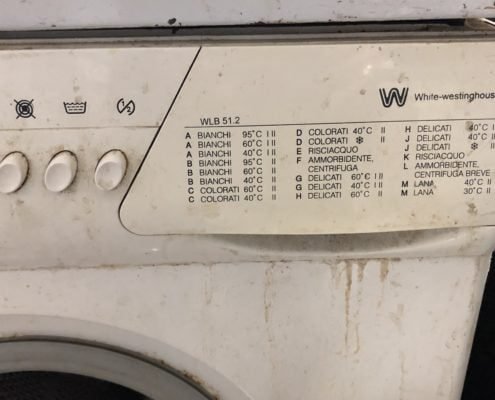 White-westinghous
WLB 51.2
A BIANCHI 95°C I II
A BIANCHI 60°C I II
A BIANCHI 40°C I II
B BIANCHI 95°C II
B BIANCHI 60°C II
B BIANCHI 40°C II
C COLORATI 60°C I II
C COLORATI 40°C I II
D COLORATI 40°C II
D COLORATI ❄ II
E RISCIACQUO
F AMMORBIDENTE,
CENTRIFUGA
G DELICATI 60°C I II
G DELICATI 40°C I II
H DELICATI 60°C II
H DELICATI 40°C II
J DELICATI 40°C II
J DELICATI ❄ II
K RISCIACQUO
L AMMORBIDENTE,
CENTRIFUGA BREVE
M LANA 40°C II
M LANA 30°C II